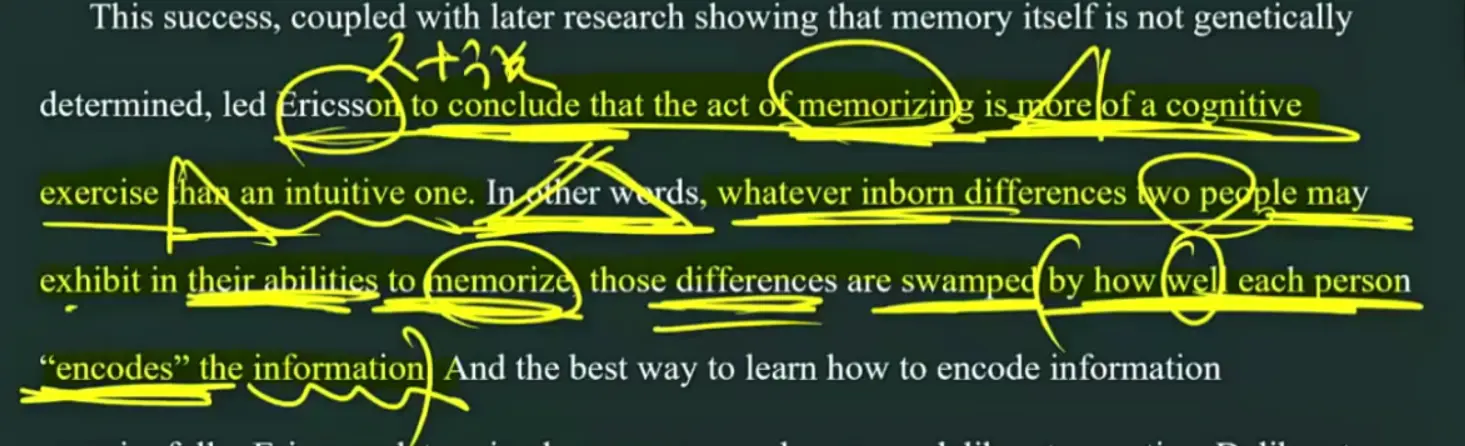 This success, coupled with later research showing that memory itself is not genetically
determined, led Ericsson to conclude that the act of memorizing is more of a cognitive
exercise than an intuitive one. In other words, whatever inborn differences two people may
exhibit in their abilities to memorize, those differences are swamped by how well each person
“encodes” the information. And the best way to learn how to encode information